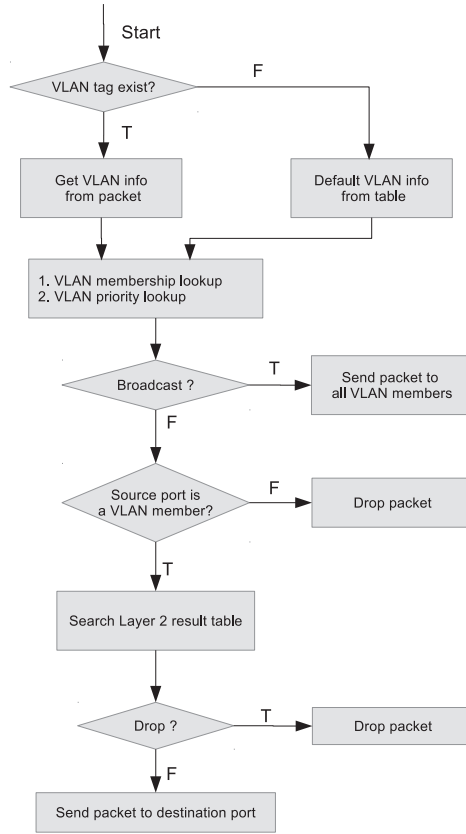 Start
VLAN tag exist?
F
T
Get VLAN info
from packet
Default VLAN info
from table
1. VLAN membership lookup
2. VLAN priority lookup
Broadcast ?
T
Send packet to
all VLAN members
F
Source port is
a VLAN member?
F
Drop packet
T
Search Layer 2 result table
Drop ?
T
Drop packet
F
Send packet to destination port